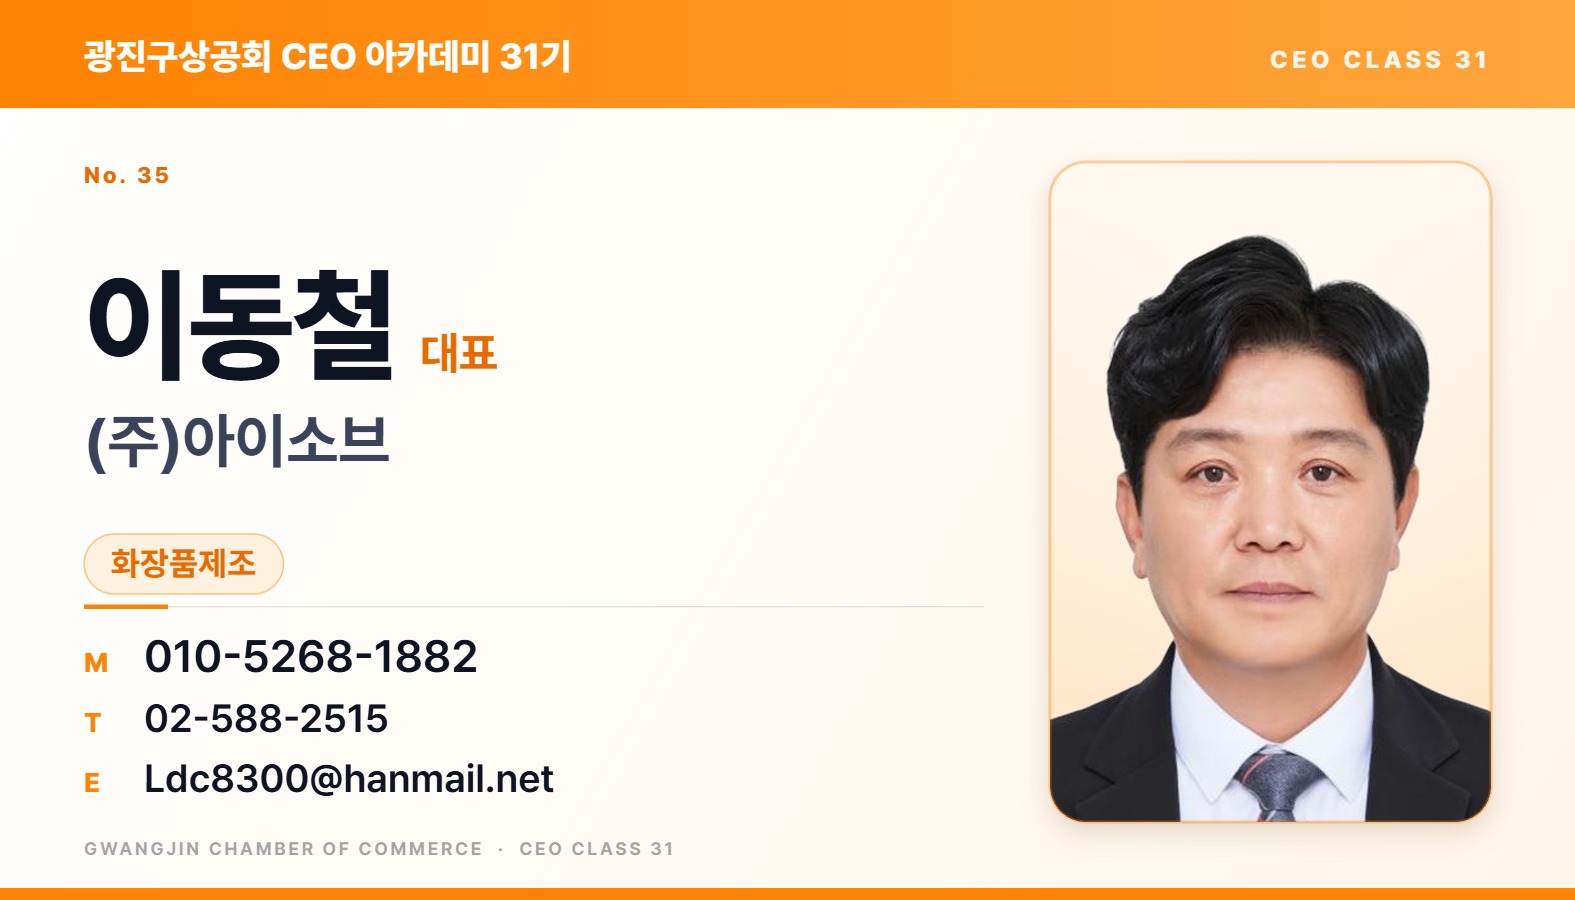 광진구상공회 CEO 아카데미 31기
CEO CLASS 31
No. 35
이동철 대표
(주)아이소브
화장품제조
M 010-5268-1882
T 02-588-2515
E Ldc8300@hanmail.net
GWANGJIN CHAMBER OF COMMERCE · CEO CLASS 31